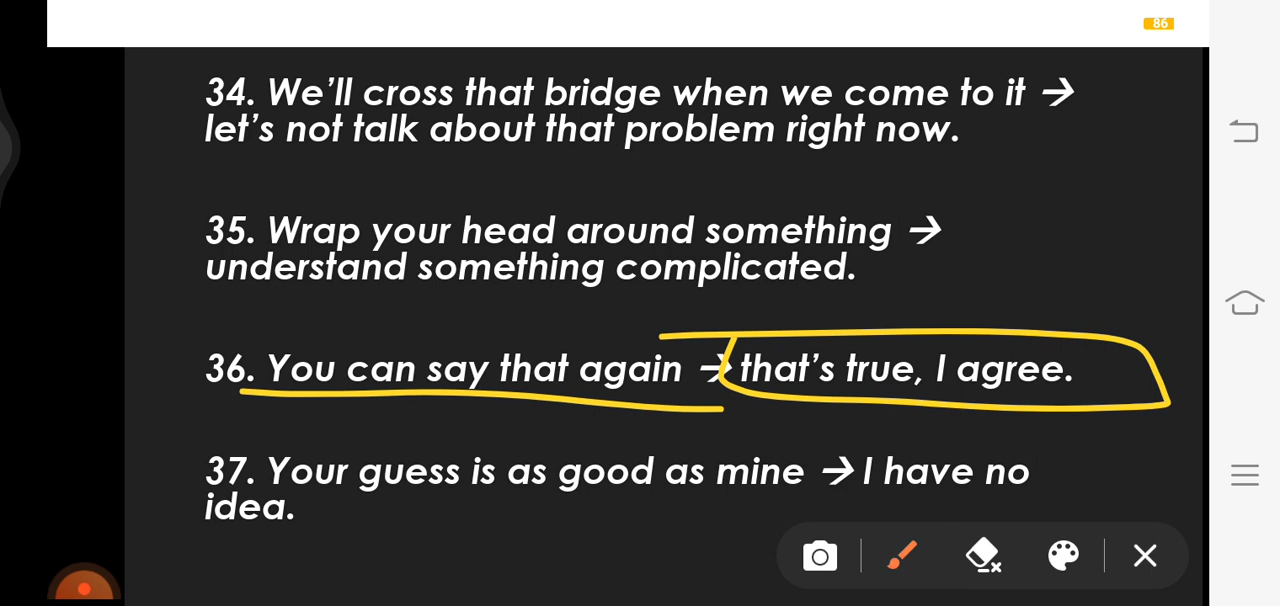 86
34. We’ll cross that bridge when we come to it →
let’s not talk about that problem right now.
35. Wrap your head around something →
understand something complicated.
36. You can say that again → that’s true, I agree.
37. Your guess is as good as mine → I have no
idea.